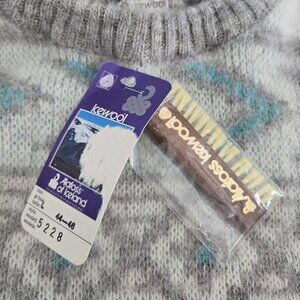 icewool
icewool
Álafoss
of Iceland
L
44-46
5228
Álafoss icewool